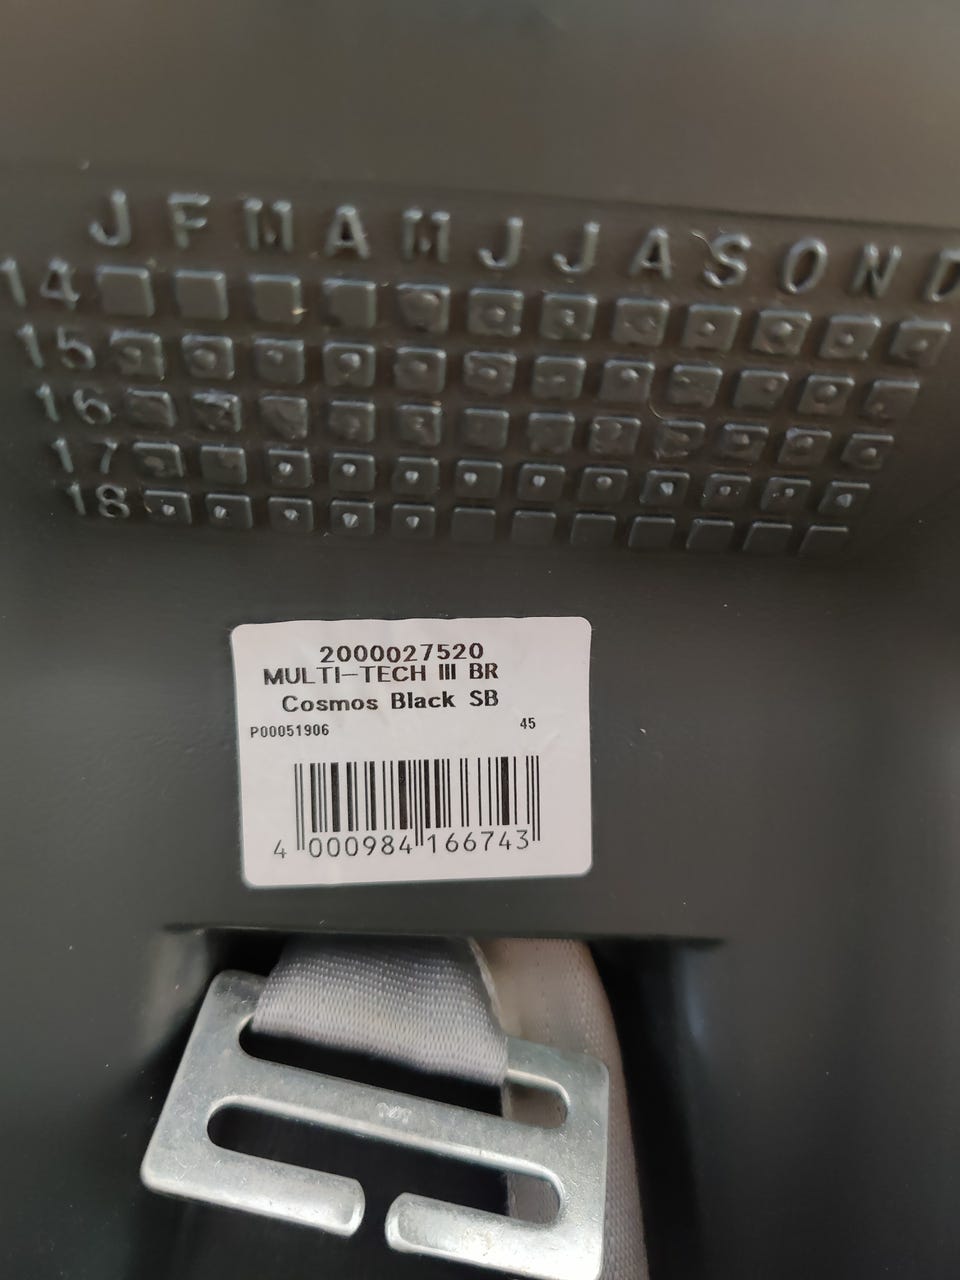 J F M A M J J A S O N D
14
15
16
17
18
2000027520
MULTI-TECH III BR
Cosmos Black SB
P00051906 45
4 000984 166743